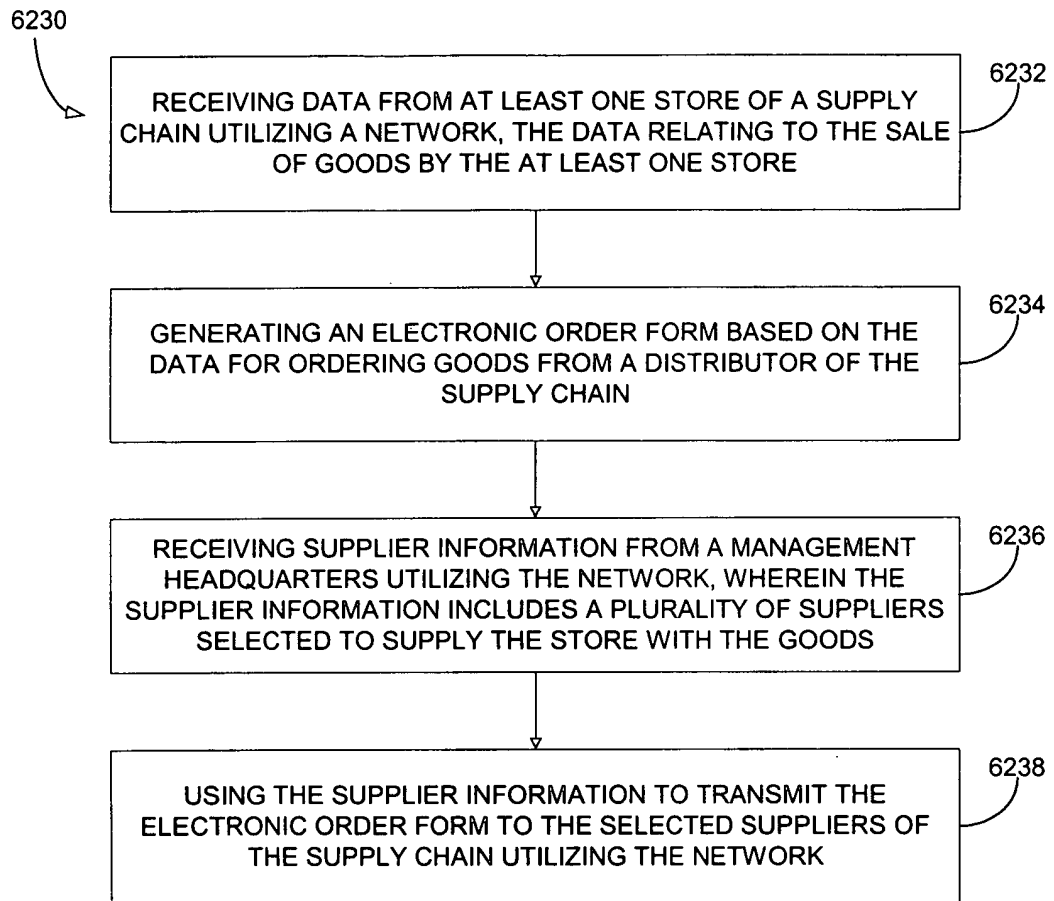 6230
6232
RECEIVING DATA FROM AT LEAST ONE STORE OF A SUPPLY
CHAIN UTILIZING A NETWORK, THE DATA RELATING TO THE SALE
OF GOODS BY THE AT LEAST ONE STORE
6234
GENERATING AN ELECTRONIC ORDER FORM BASED ON THE
DATA FOR ORDERING GOODS FROM A DISTRIBUTOR OF THE
SUPPLY CHAIN
6236
RECEIVING SUPPLIER INFORMATION FROM A MANAGEMENT
HEADQUARTERS UTILIZING THE NETWORK, WHEREIN THE
SUPPLIER INFORMATION INCLUDES A PLURALITY OF SUPPLIERS
SELECTED TO SUPPLY THE STORE WITH THE GOODS
6238
USING THE SUPPLIER INFORMATION TO TRANSMIT THE
ELECTRONIC ORDER FORM TO THE SELECTED SUPPLIERS OF
THE SUPPLY CHAIN UTILIZING THE NETWORK